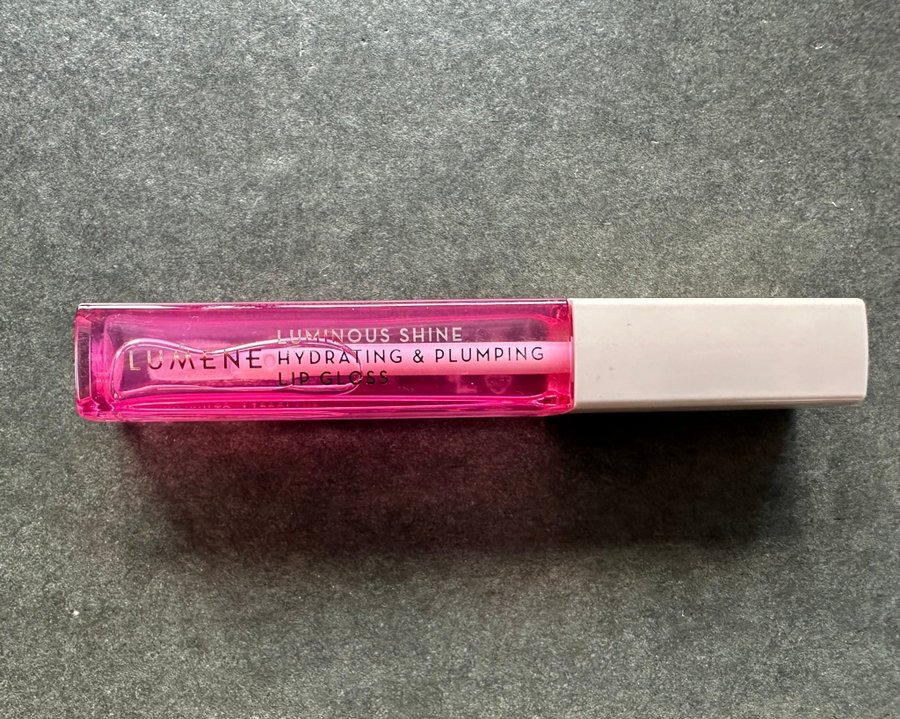 LUMENE
LUMINOUS SHINE
HYDRATING & PLUMPING
LIP GLOSS